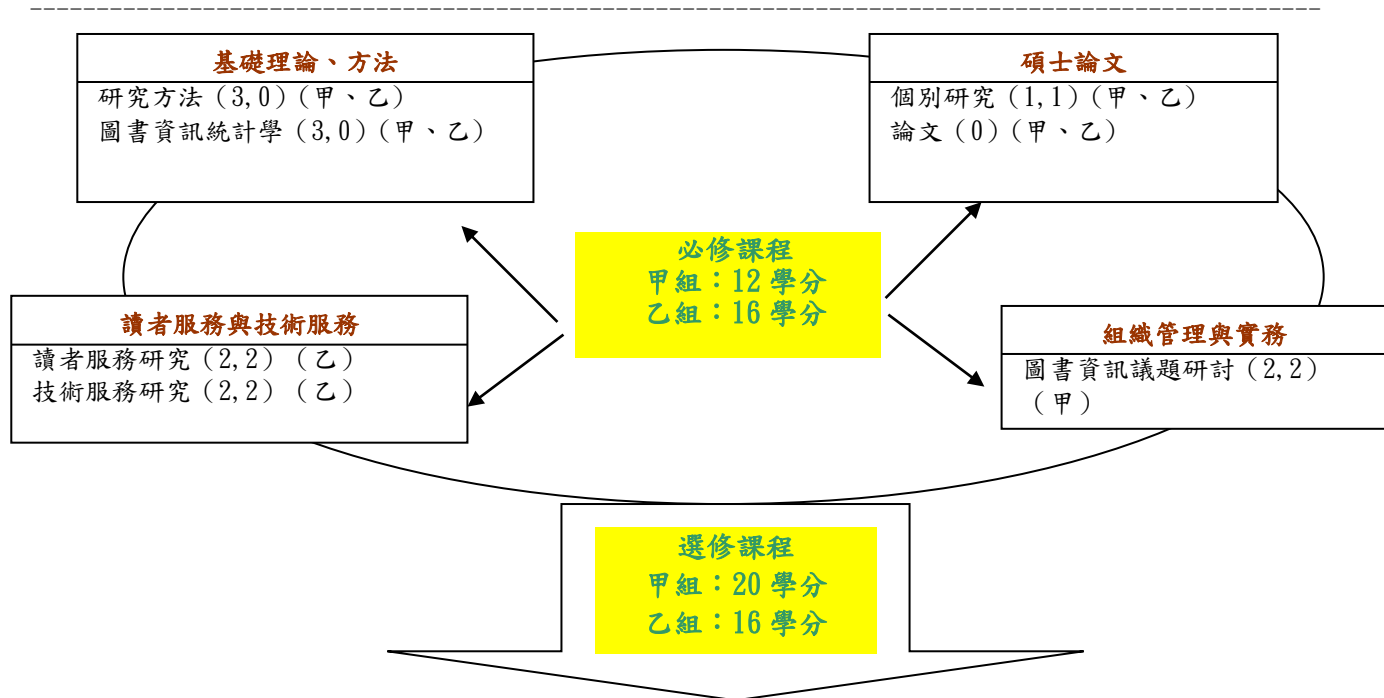 基礎理論、方法
研究方法（3,0）(甲、乙)
圖書資訊統計學（3,0）(甲、乙)
碩士論文
個別研究（1,1）(甲、乙)
論文（0）(甲、乙)
必修課程
甲組：12 學分
乙組：16 學分
讀者服務與技術服務
讀者服務研究（2,2）（乙）
技術服務研究（2,2）（乙）
組織管理與實務
圖書資訊議題研討（2,2）
（甲）
選修課程
甲組：20 學分
乙組：16 學分